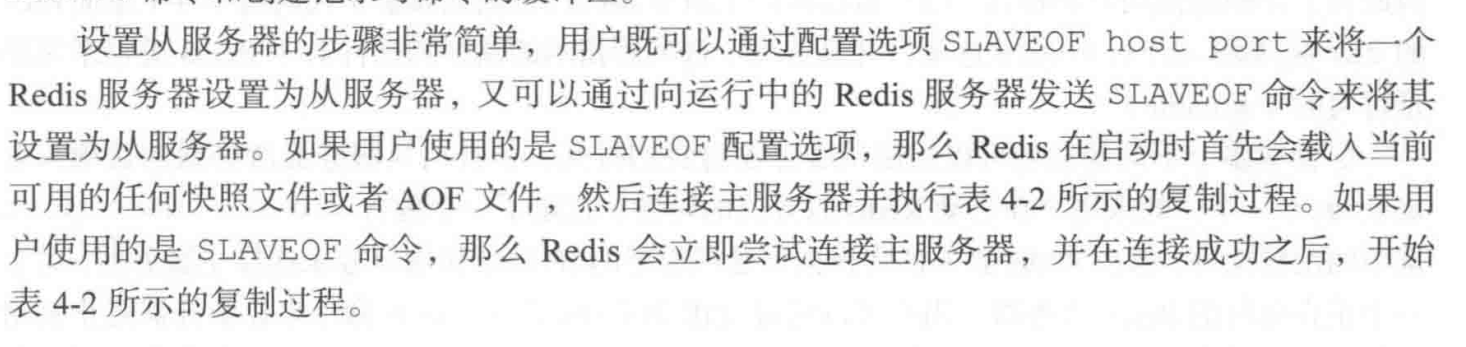 设置从服务器的步骤非常简单，用户既可以通过配置选项 SLAVEOF host port 来将一个
Redis 服务器设置为从服务器，又可以通过向运行中的 Redis 服务器发送 SLAVEOF 命令来将其
设置为从服务器。如果用户使用的是 SLAVEOF 配置选项，那么 Redis 在启动时首先会载入当前
可用的任何快照文件或者 AOF 文件，然后连接主服务器并执行表 4-2 所示的复制过程。如果用
户使用的是 SLAVEOF 命令，那么 Redis 会立即尝试连接主服务器，并在连接成功之后，开始
表 4-2 所示的复制过程。